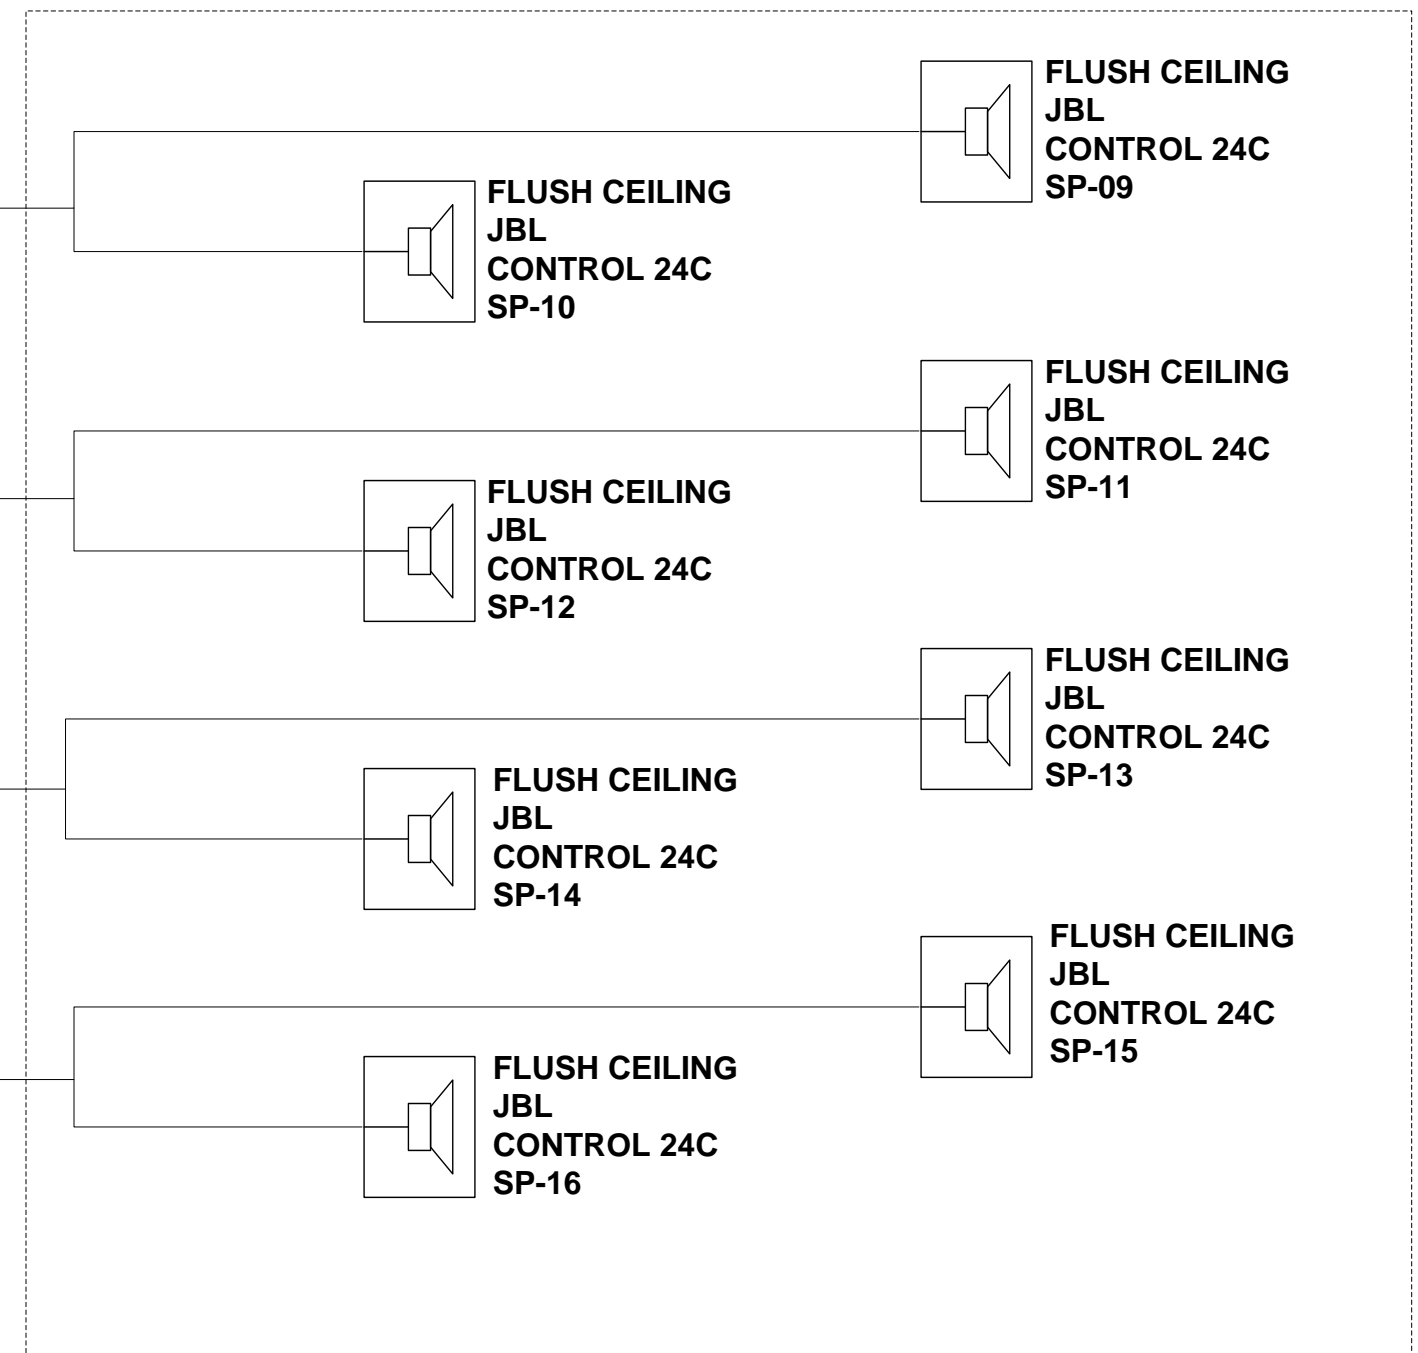 FLUSH CEILING
JBL
CONTROL 24C
SP-09
FLUSH CEILING
JBL
CONTROL 24C
SP-10
FLUSH CEILING
JBL
CONTROL 24C
SP-11
FLUSH CEILING
JBL
CONTROL 24C
SP-12
FLUSH CEILING
JBL
CONTROL 24C
SP-13
FLUSH CEILING
JBL
CONTROL 24C
SP-14
FLUSH CEILING
JBL
CONTROL 24C
SP-15
FLUSH CEILING
JBL
CONTROL 24C
SP-16